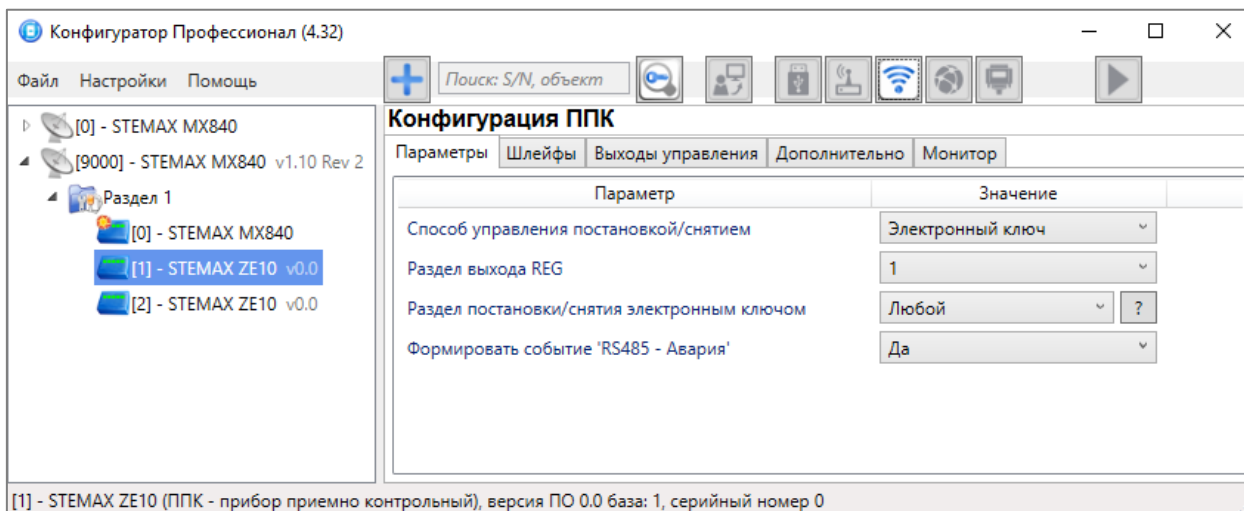 Конфигуратор Профессионал (4.32)
Файл Настройки Помощь
Поиск: S/N, объект
[0] - STEMAX MX840
[9000] - STEMAX MX840 v1.10 Rev 2
Раздел 1
[0] - STEMAX MX840
[1] - STEMAX ZE10 v0.0
[2] - STEMAX ZE10 v0.0
Конфигурация ППК
Параметры Шлейфы Выходы управления Дополнительно Монитор
Параметр Значение
Способ управления постановкой/снятием Электронный ключ
Раздел выхода REG 1
Раздел постановки/снятия электронным ключом Любой ?
Формировать событие 'RS485 - Авария' Да
[1] - STEMAX ZE10 (ППК - прибор приемно контрольный), версия ПО 0.0 база: 1, серийный номер 0